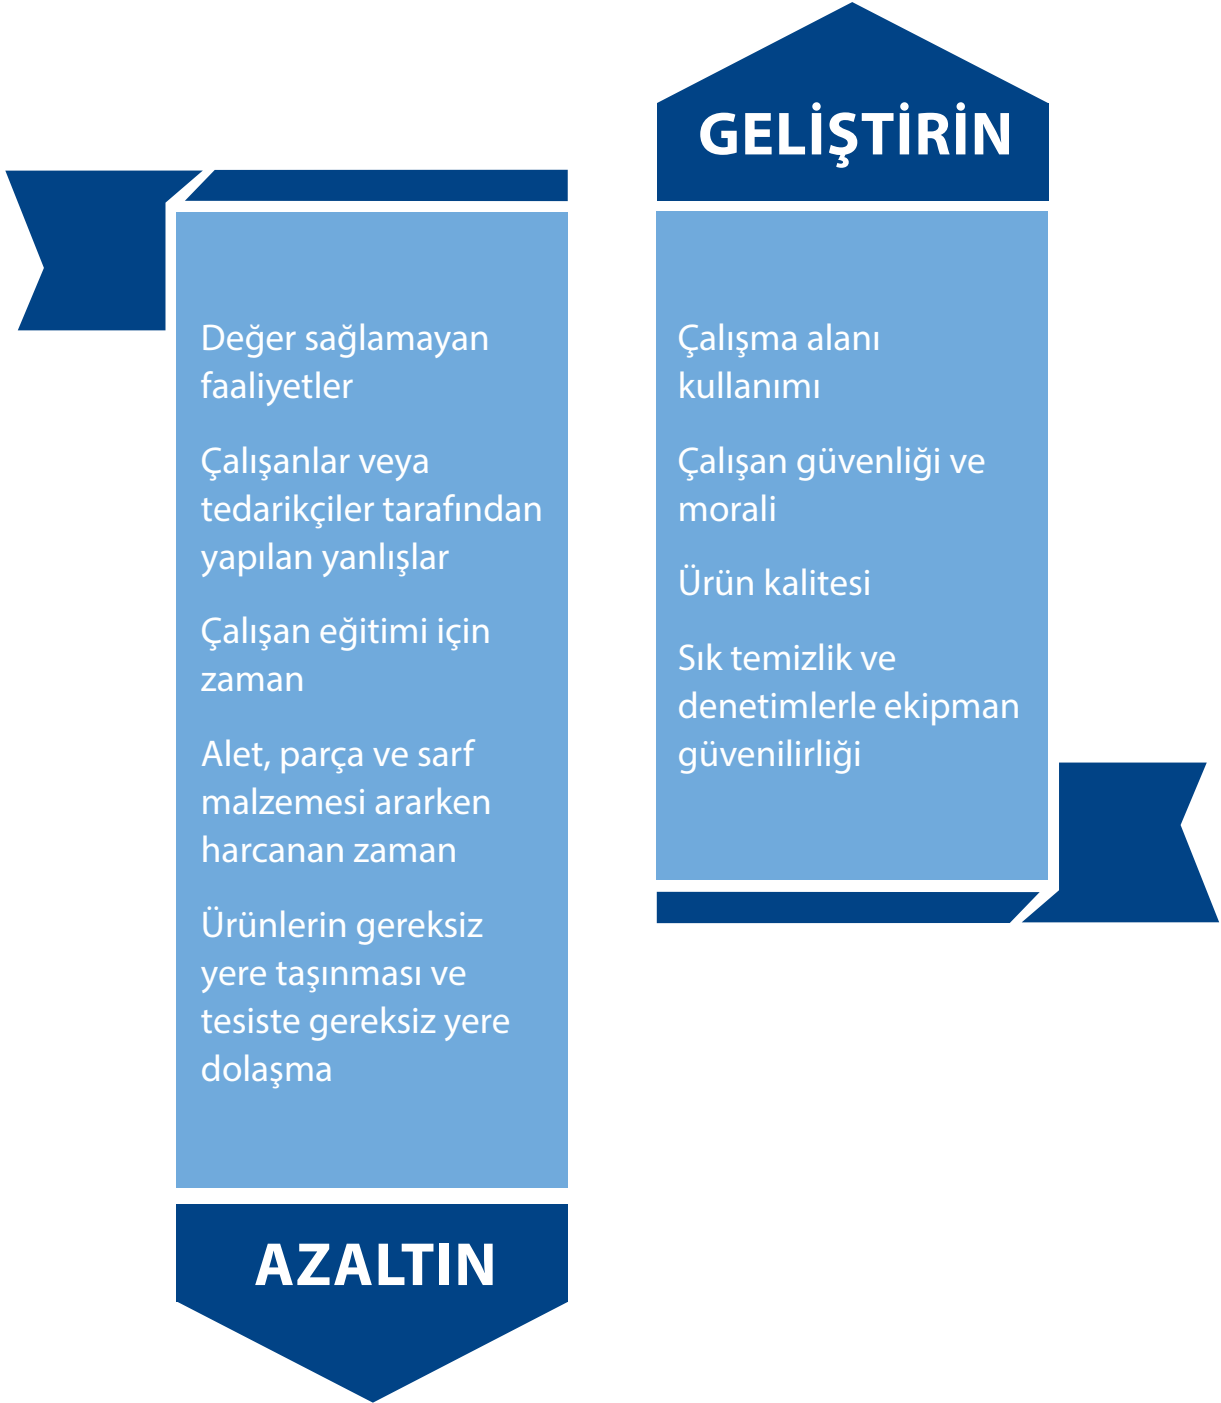 Değer sağlamayan
faaliyetler
Çalışanlar veya
tedarikçiler tarafından
yapılan yanlışlar
Çalışan eğitimi için
zaman
Alet, parça ve sarf
malzemesi ararken
harcanan zaman
Ürünlerin gereksiz
yere taşınması ve
tesiste gereksiz yere
dolaşma
AZALTIN
GELİŞTİRİN
Çalışma alanı
kullanımı
Çalışan güvenliği ve
morali
Ürün kalitesi
Sık temizlik ve
denetimlerle ekipman
güvenilirliği